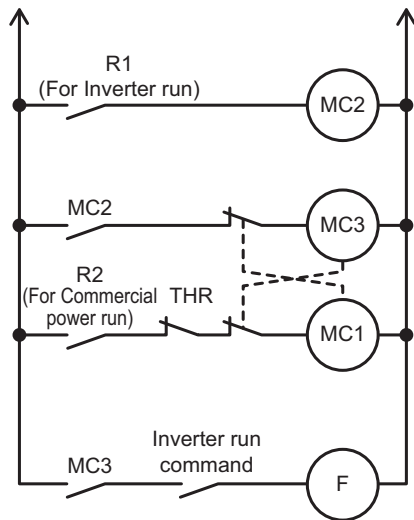 R1
(For Inverter run)
MC2
MC2
MC3
R2
(For Commercial
power run)
THR
MC1
Inverter run
command
MC3
F